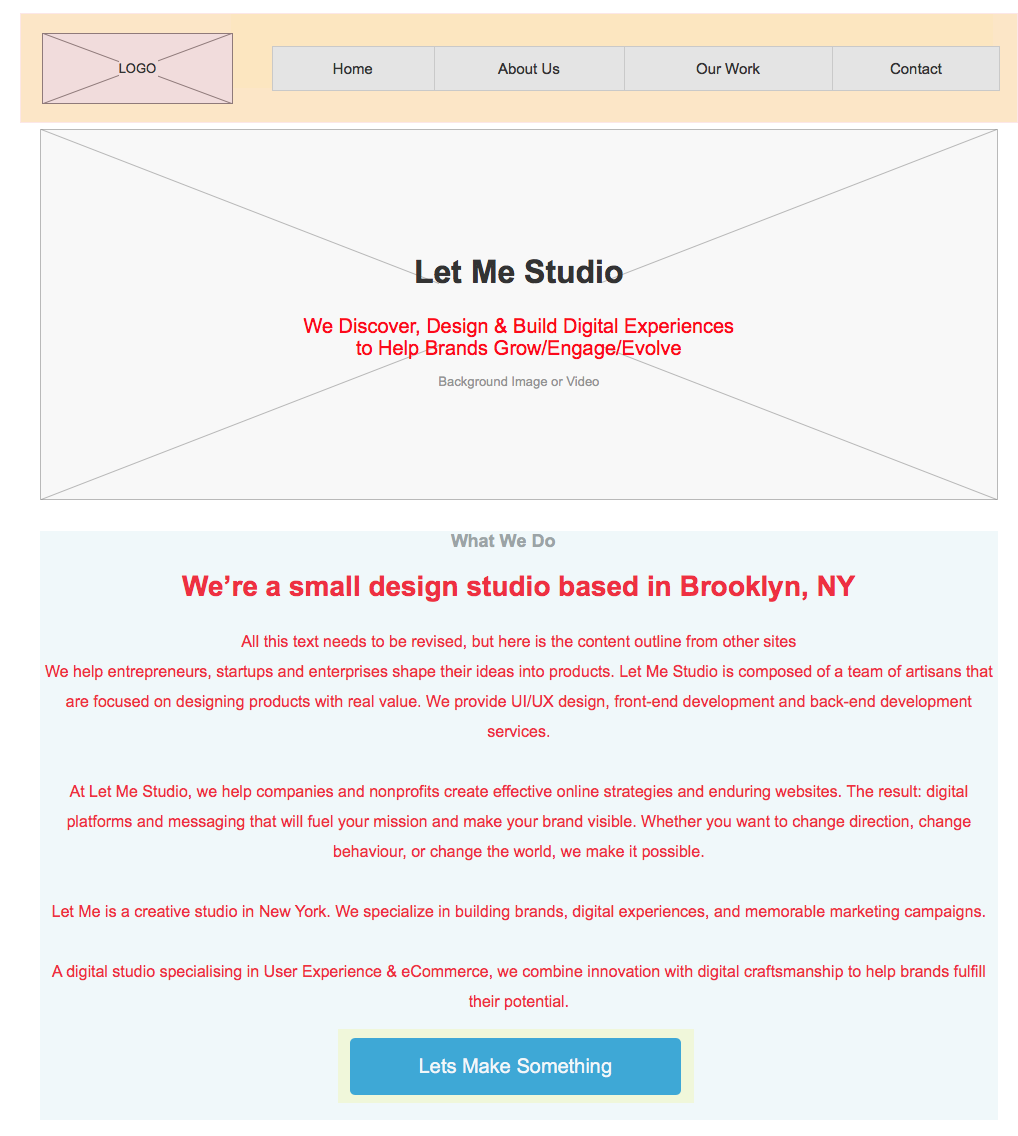 LOGO
Home
About Us
Our Work
Contact
Let Me Studio
We Discover, Design & Build Digital Experiences
to Help Brands Grow/Engage/Evolve
Background Image or Video
What We Do
We’re a small design studio based in Brooklyn, NY
All this text needs to be revised, but here is the content outline from other sites
We help entrepreneurs, startups and enterprises shape their ideas into products. Let Me Studio is composed of a team of artisans that
are focused on designing products with real value. We provide UI/UX design, front-end development and back-end development
services.
At Let Me Studio, we help companies and nonprofits create effective online strategies and enduring websites. The result: digital
platforms and messaging that will fuel your mission and make your brand visible. Whether you want to change direction, change
behaviour, or change the world, we make it possible.
Let Me is a creative studio in New York. We specialize in building brands, digital experiences, and memorable marketing campaigns.
A digital studio specialising in User Experience & eCommerce, we combine innovation with digital craftsmanship to help brands fulfill
their potential.
Lets Make Something